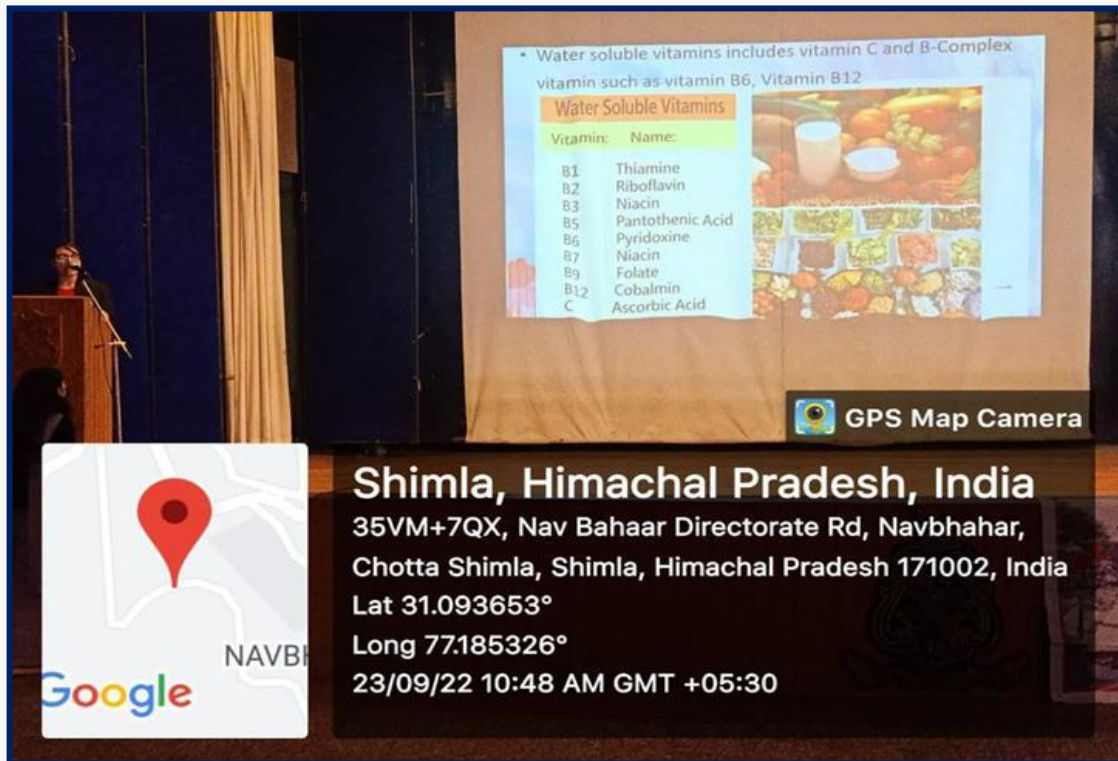 • Water soluble vitamins includes vitamin C and B-Complex
vitamin such as vitamin B6, Vitamin B12
Water Soluble Vitamins
Vitamin: Name:
B1 Thiamine
B2 Riboflavin
B3 Niacin
B5 Pantothenic Acid
B6 Pyridoxine
B7 Niacin
B9 Folate
B12 Cobalmin
C Ascorbic Acid
GPS Map Camera
Shimla, Himachal Pradesh, India
35VM+7QX, Nav Bahaar Directorate Rd, Navbhahar,
Chotta Shimla, Shimla, Himachal Pradesh 171002, India
Lat 31.093653°
Long 77.185326°
23/09/22 10:48 AM GMT +05:30
NAVBH
Google